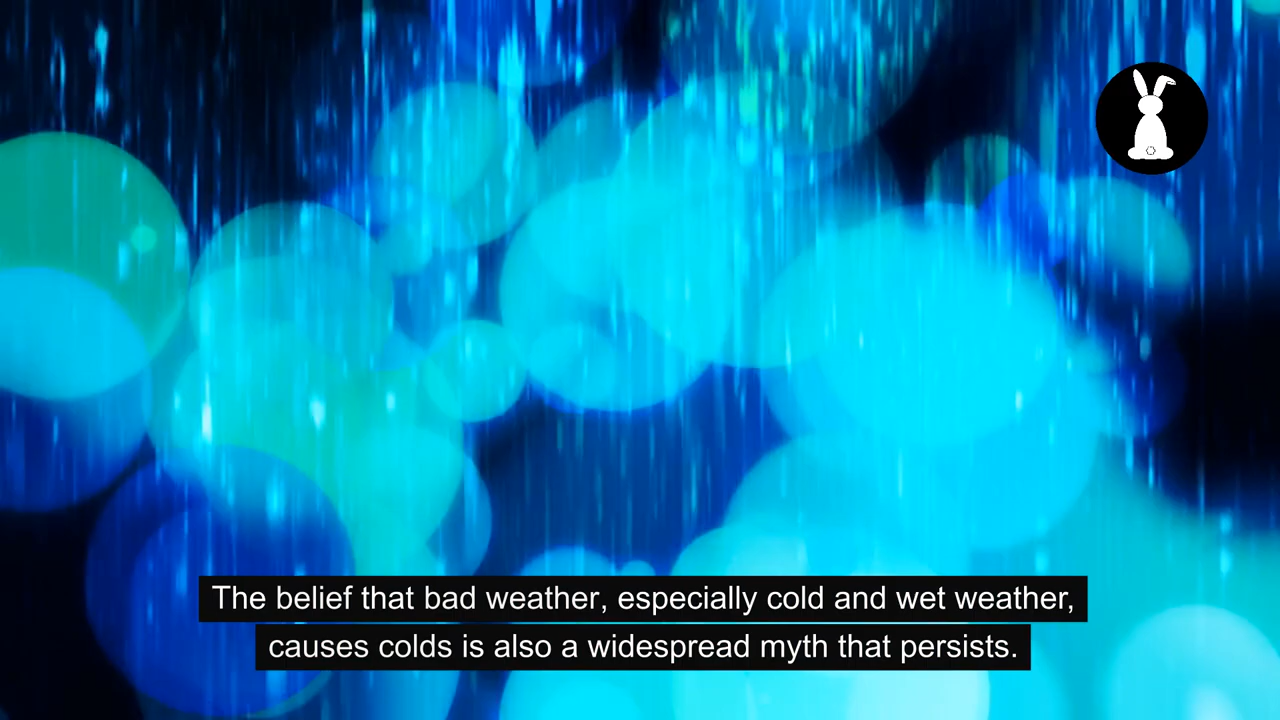 The belief that bad weather, especially cold and wet weather,
causes colds is also a widespread myth that persists.